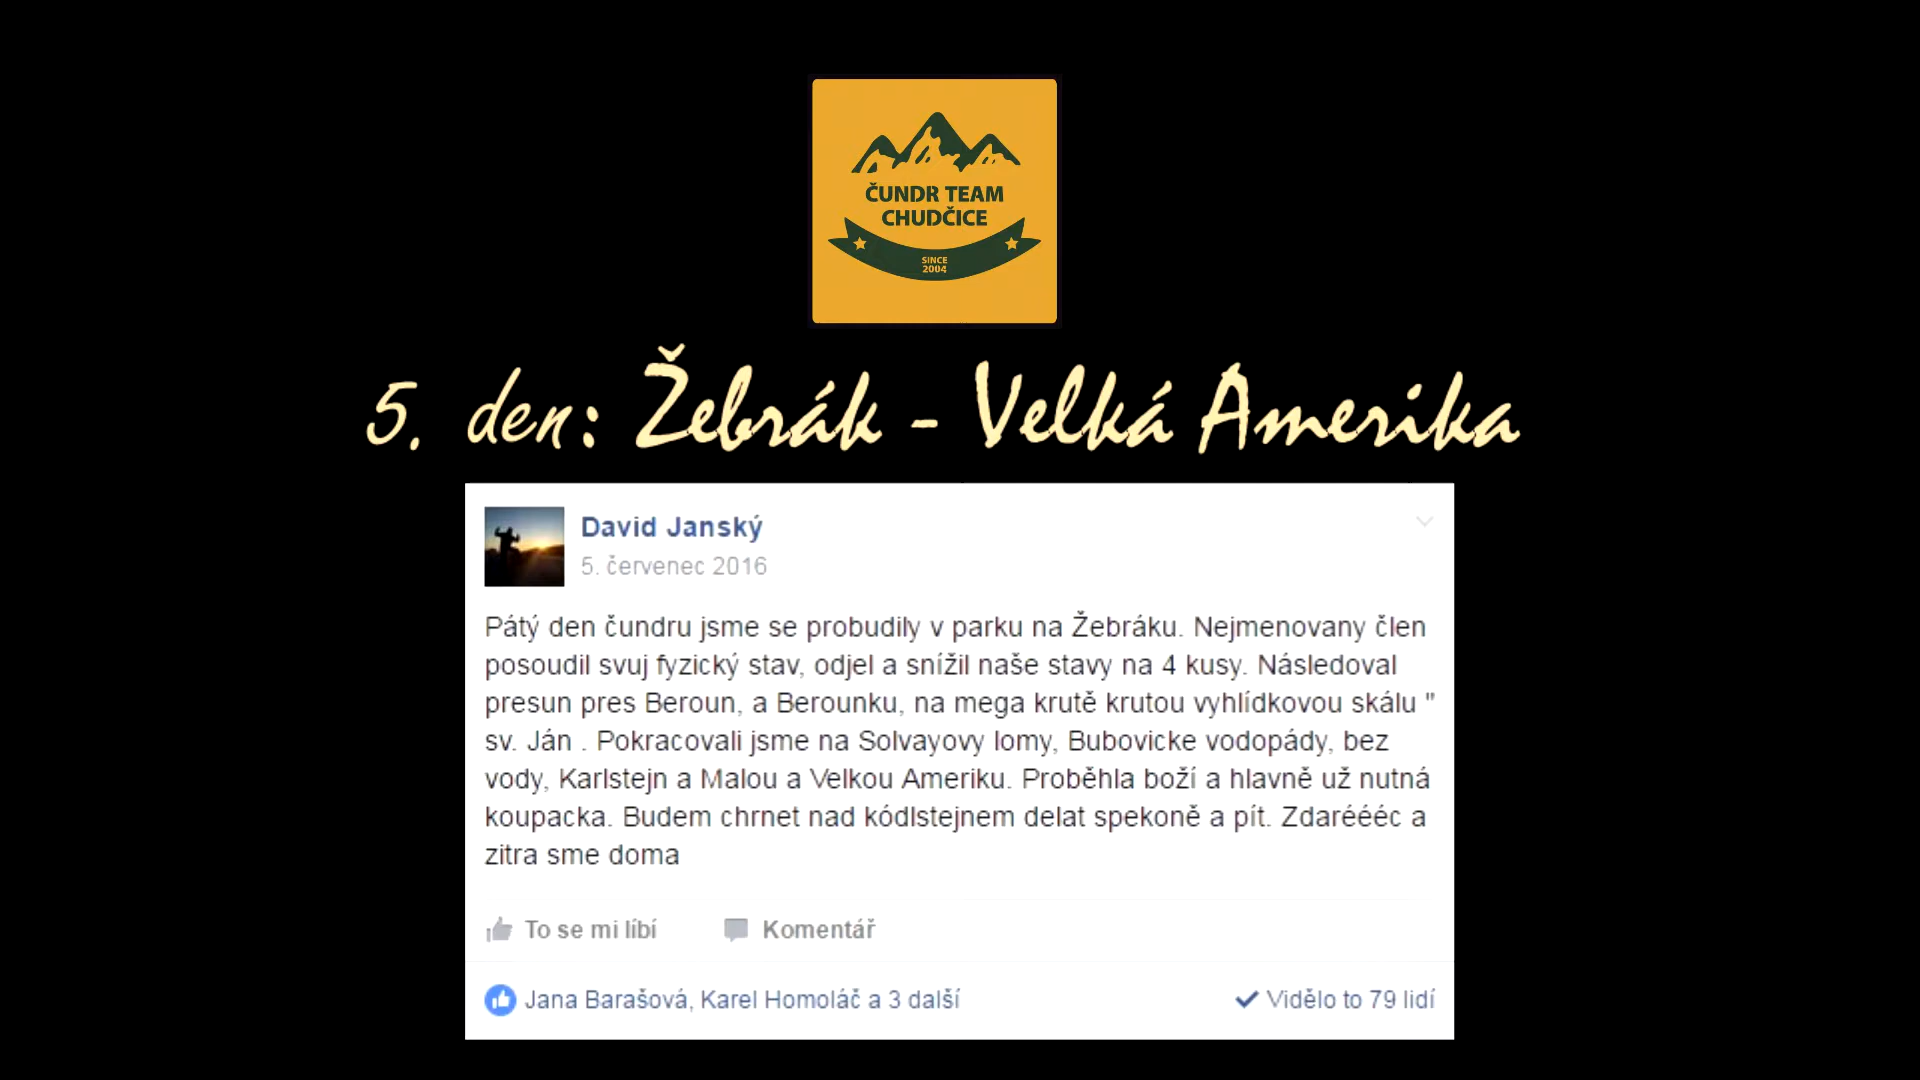 ČUNDR TEAM
CHUDČICE
SINCE
2004
5. den: Žebrák - Velká Amerika
David Janský
5. červenec 2016
Pátý den čundru jsme se probudily v parku na Žebráku. Nejmenovany člen
posoudil svuj fyzický stav, odjel a snížil naše stavy na 4 kusy. Následoval
presun pres Beroun, a Berounku, na mega krutě krutou vyhlídkovou skálu "
sv. Ján . Pokracovali jsme na Solvayovy lomy, Bubovicke vodopády, bez
vody, Karlstejn a Malou a Velkou Ameriku. Proběhla boží a hlavně už nutná
koupacka. Budem chrnet nad kódlstejnem delat spekoně a pít. Zdaréééc a
zitra sme doma
To se mi líbí
Komentář
Jana Barašová, Karel Homoláč a 3 další
Vidělo to 79 lidí